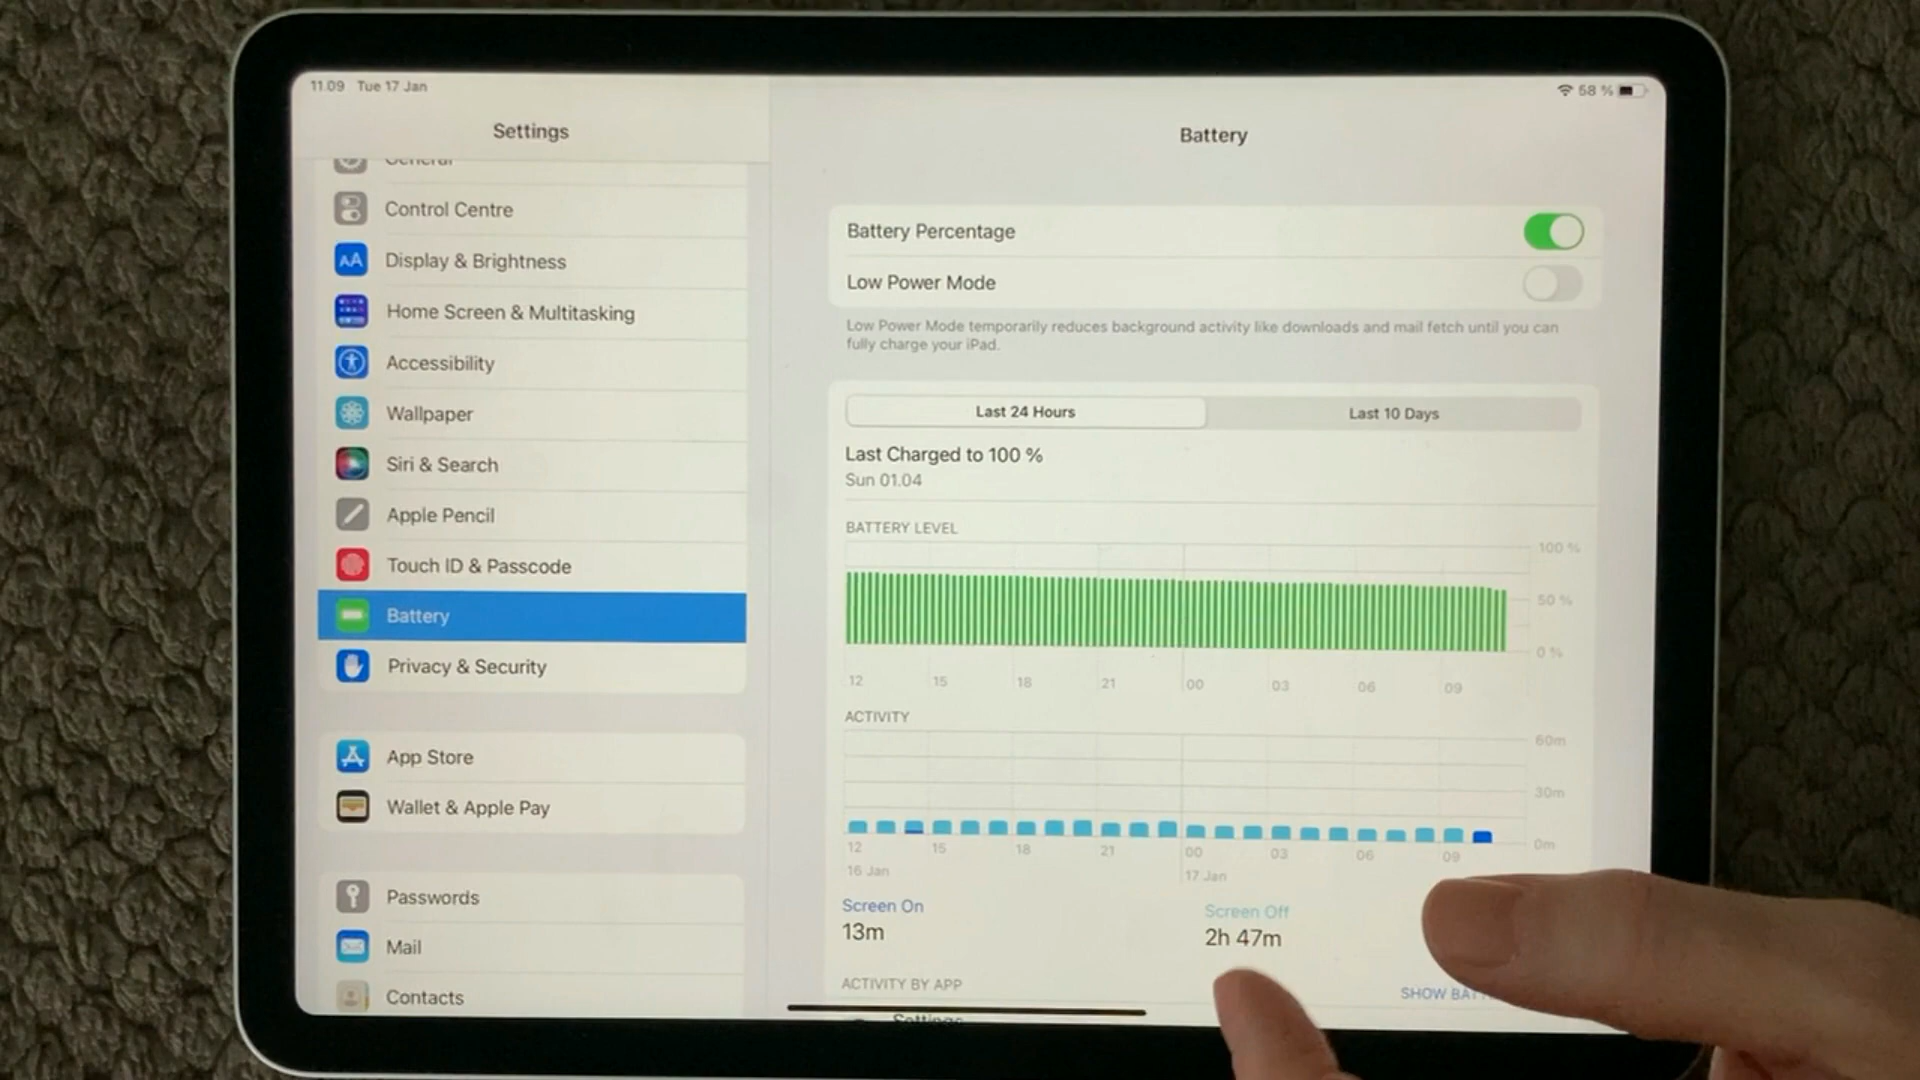 11.09 Tue 17 Jan
58 %
Settings
General
Control Centre
AA
Display & Brightness
Home Screen & Multitasking
Accessibility
Wallpaper
Siri & Search
Apple Pencil
Touch ID & Passcode
Battery
Privacy & Security
App Store
Wallet & Apple Pay
Passwords
Mail
Contacts
Battery
Battery Percentage
Low Power Mode
Low Power Mode temporarily reduces background activity like downloads and mail fetch until you can
fully charge your iPad.
Last 24 Hours
Last 10 Days
Last Charged to 100 %
Sun 01.04
BATTERY LEVEL
100 %
50 %
0 %
12 15 18 21 00 03 06 09
ACTIVITY
60m
30m
0m
12 15 18 21 00 03 06 09
16 Jan 17 Jan
Screen On
13m
Screen Off
2h 47m
ACTIVITY BY APP
SHOW
Settings